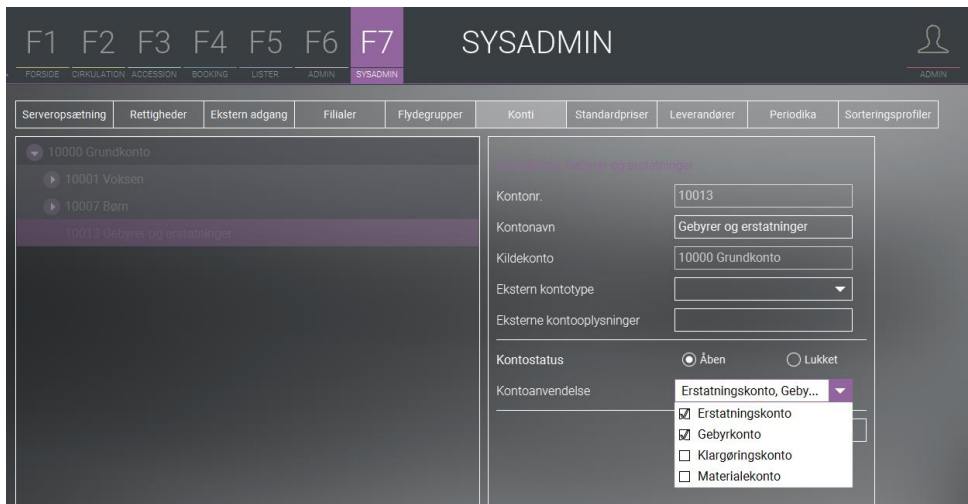 F1 F2 F3 F4 F5 F6 F7 SYSADMIN
FORSIDE CIRKULATION ACCESSION BOOKING LISTER ADMIN SYSADMIN ADMIN
Serveropsætning Rettigheder Ekstern adgang Filialer Flydegrupper Konti Standardpriser Leverandører Periodika Sorteringsprofiler
10000 Grundkonto
10001 Voksen
10007 Børn
10013 Gebyrer og erstatninger
Gebyrer og erstatninger
Kontonr. 10013
Kontonavn Gebyrer og erstatninger
Kildekonto 10000 Grundkonto
Ekstern kontotype
Eksterne kontooplysninger
Kontostatus Åben Lukket
Kontoanvendelse Erstatningskonto, Geby...
Erstatningskonto
Gebyrkonto
Klargøringskonto
Materialekonto